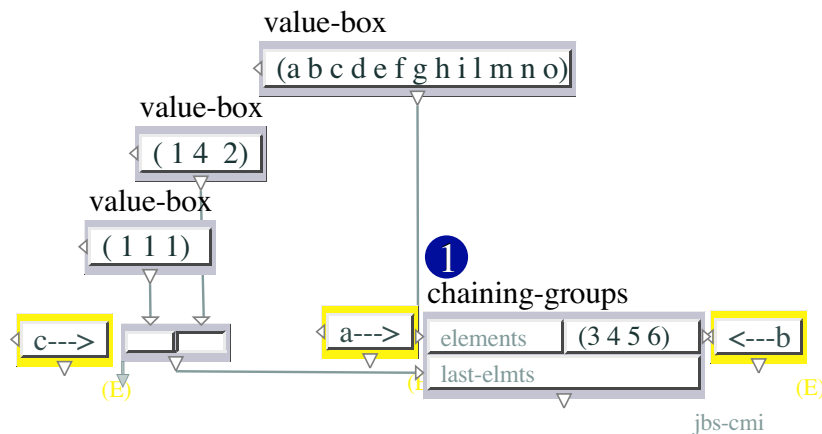 value-box
(a b c d e f g h i l m n o)
value-box
( 1 4 2)
value-box
( 1 1 1)
1
chaining-groups
c--->
a--->
elements
(3 4 5 6)
<---b
last-elmts
(E)
(E)
jbs-cmi